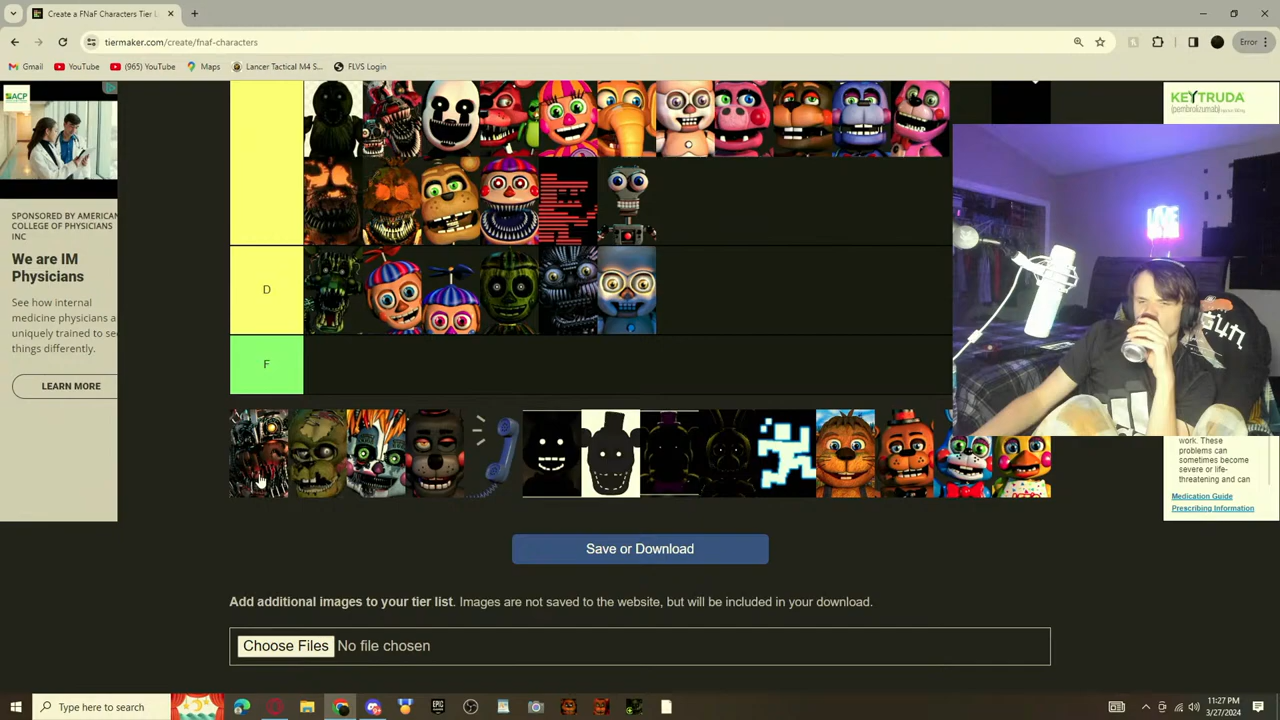 Create a FNaF Characters Tier L
tiermaker.com/create/fnaf-characters
Error
Gmail
YouTube
(965) YouTube
Maps
Lancer Tactical M4 S...
FLVS Login
ACP
KEYTRUDA
(pembrolizumab)
SPONSORED BY AMERICAN
COLLEGE OF PHYSICIANS
INC
We are IM
Physicians
See how internal
medicine physicians a
uniquely trained to se
things differently.
LEARN MORE
LIVE
D
F
work. These
problems can
sometimes become
severe or life-
threatening and can
Medication Guide
Prescribing Information
Save or Download
Add additional images to your tier list. Images are not saved to the website, but will be included in your download.
Choose Files No file chosen
Type here to search
11:27 PM
3/27/2024